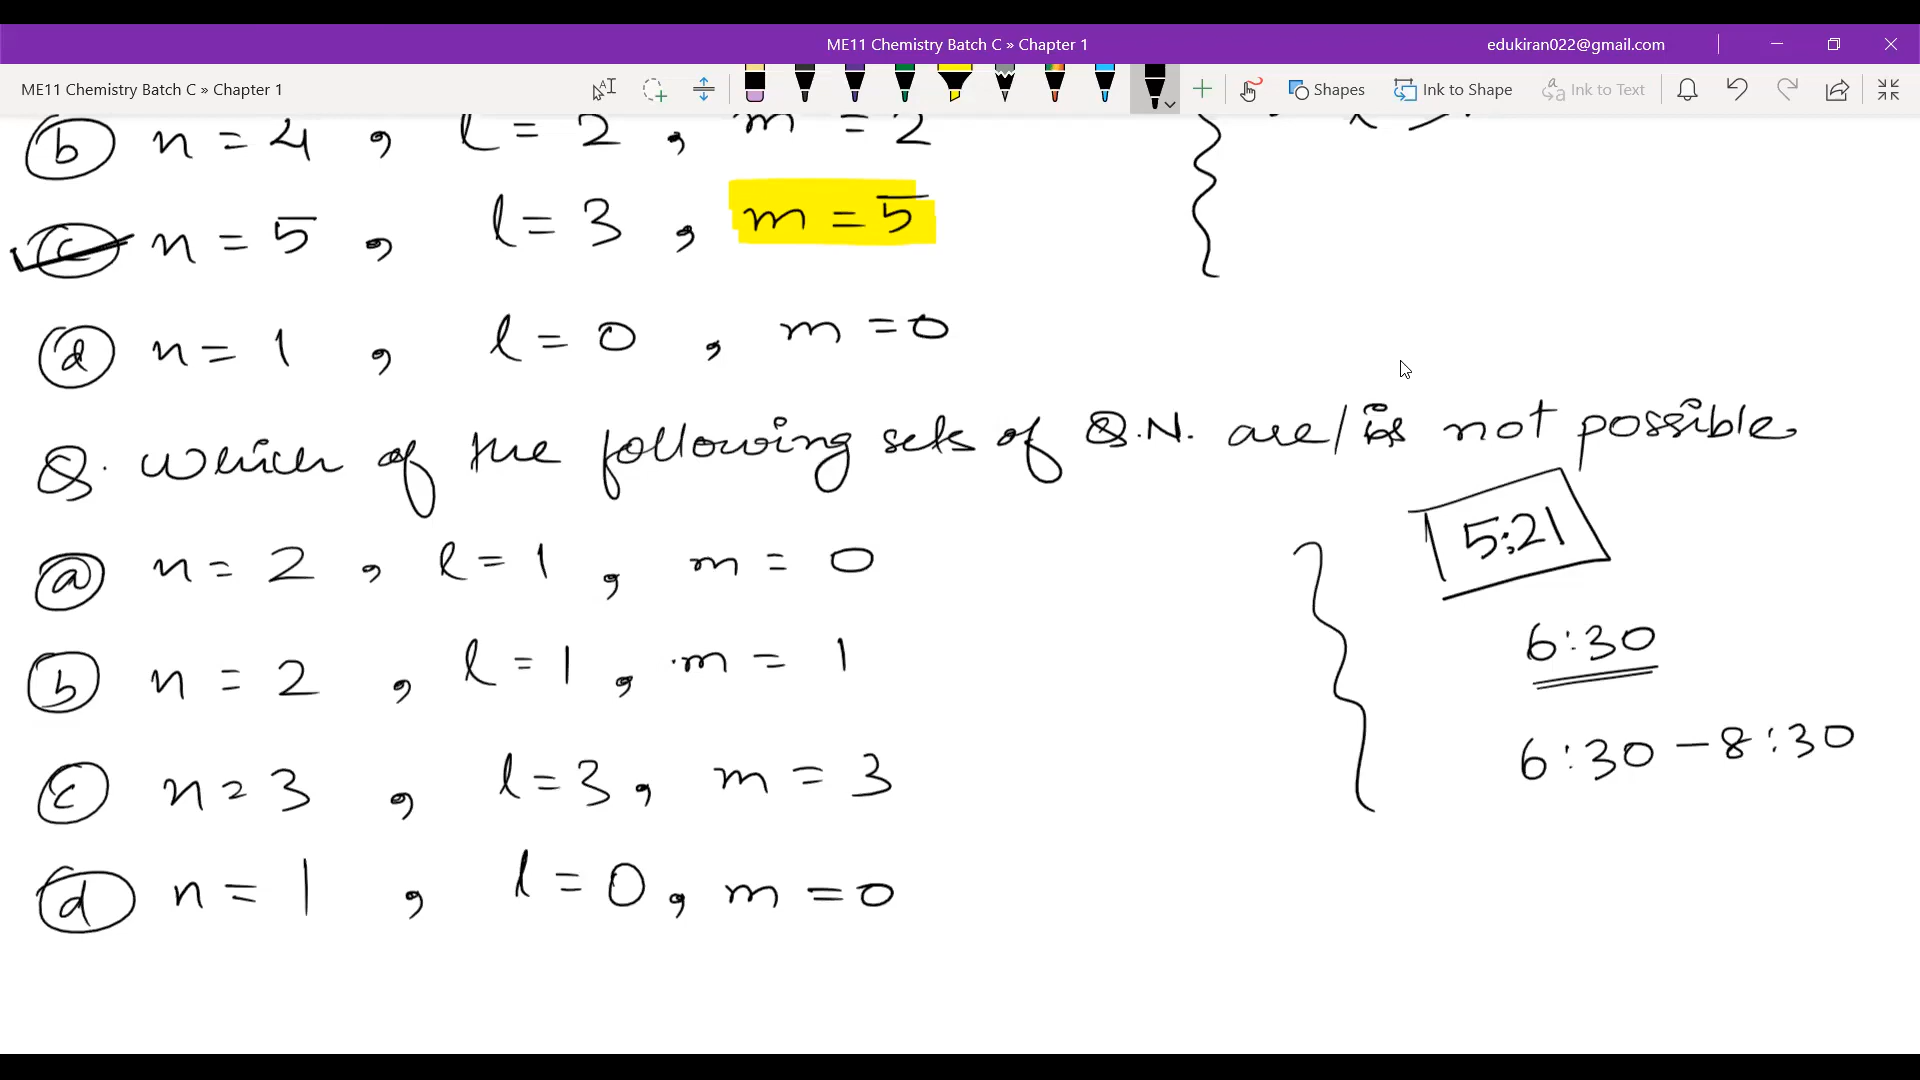 ME11 Chemistry Batch C » Chapter 1
edukiran022@gmail.com
ME11 Chemistry Batch C » Chapter 1
Shapes
Ink to Shape
Ink to Text
(b) n = 4 , l = 2 , m = 2
(c) n = 5 , l = 3 , m = 5
(d) n = 1 , l = 0 , m = 0
Q. which of the following sets of Q.N. are/is not possible
(a) n = 2 , l = 1 , m = 0
(b) n = 2 , l = 1 , m = 1
(c) n = 3 , l = 3 , m = 3
(d) n = 1 , l = 0 , m = 0
5:21
6:30
6:30 – 8:30